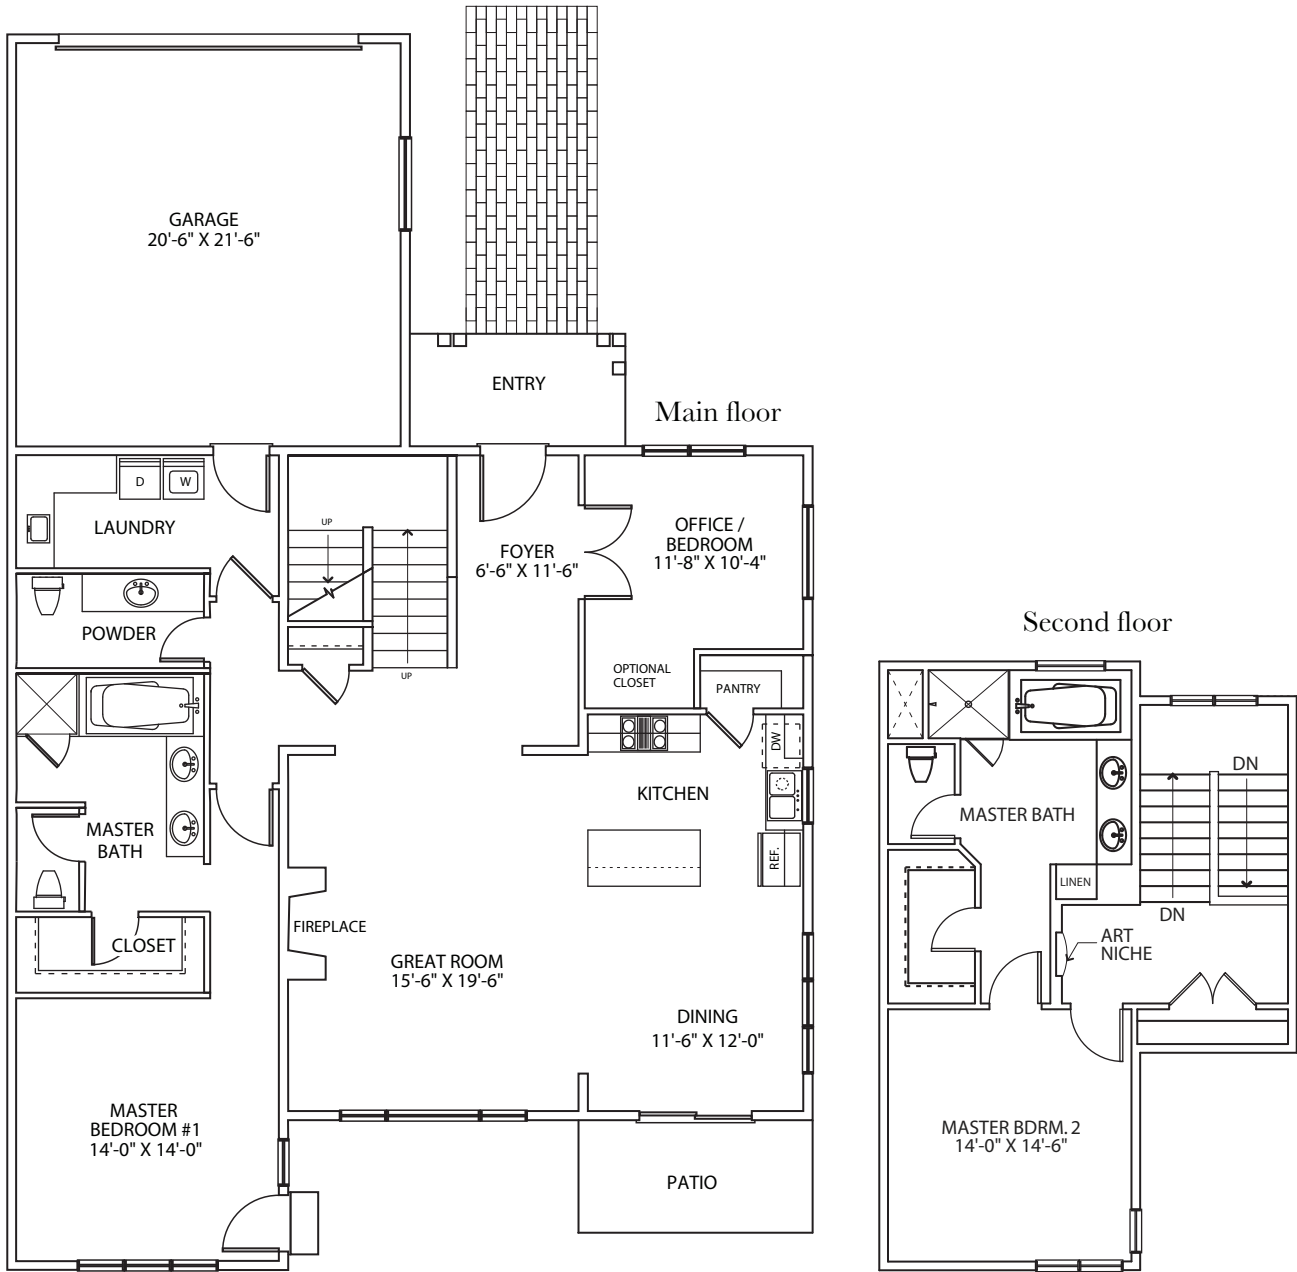 GARAGE
20'-6" X 21'-6"
ENTRY
Main floor
D
W
LAUNDRY
UP
FOYER
6'-6" X 11'-6"
OFFICE /
BEDROOM
11'-8" X 10'-4"
POWDER
OPTIONAL
CLOSET
UP
PANTRY
DW
KITCHEN
MASTER
BATH
REF.
CLOSET
FIREPLACE
GREAT ROOM
15'-6" X 19'-6"
DINING
11'-6" X 12'-0"
MASTER
BEDROOM #1
14'-0" X 14'-0"
PATIO
Second floor
DN
MASTER BATH
LINEN
DN
ART
NICHE
MASTER BDRM. 2
14'-0" X 14'-6"